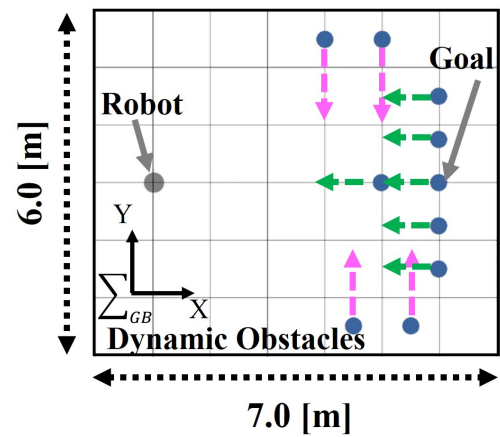 Goal
Robot
6.0 [m]
Y
∑GB
X
Dynamic Obstacles
7.0 [m]